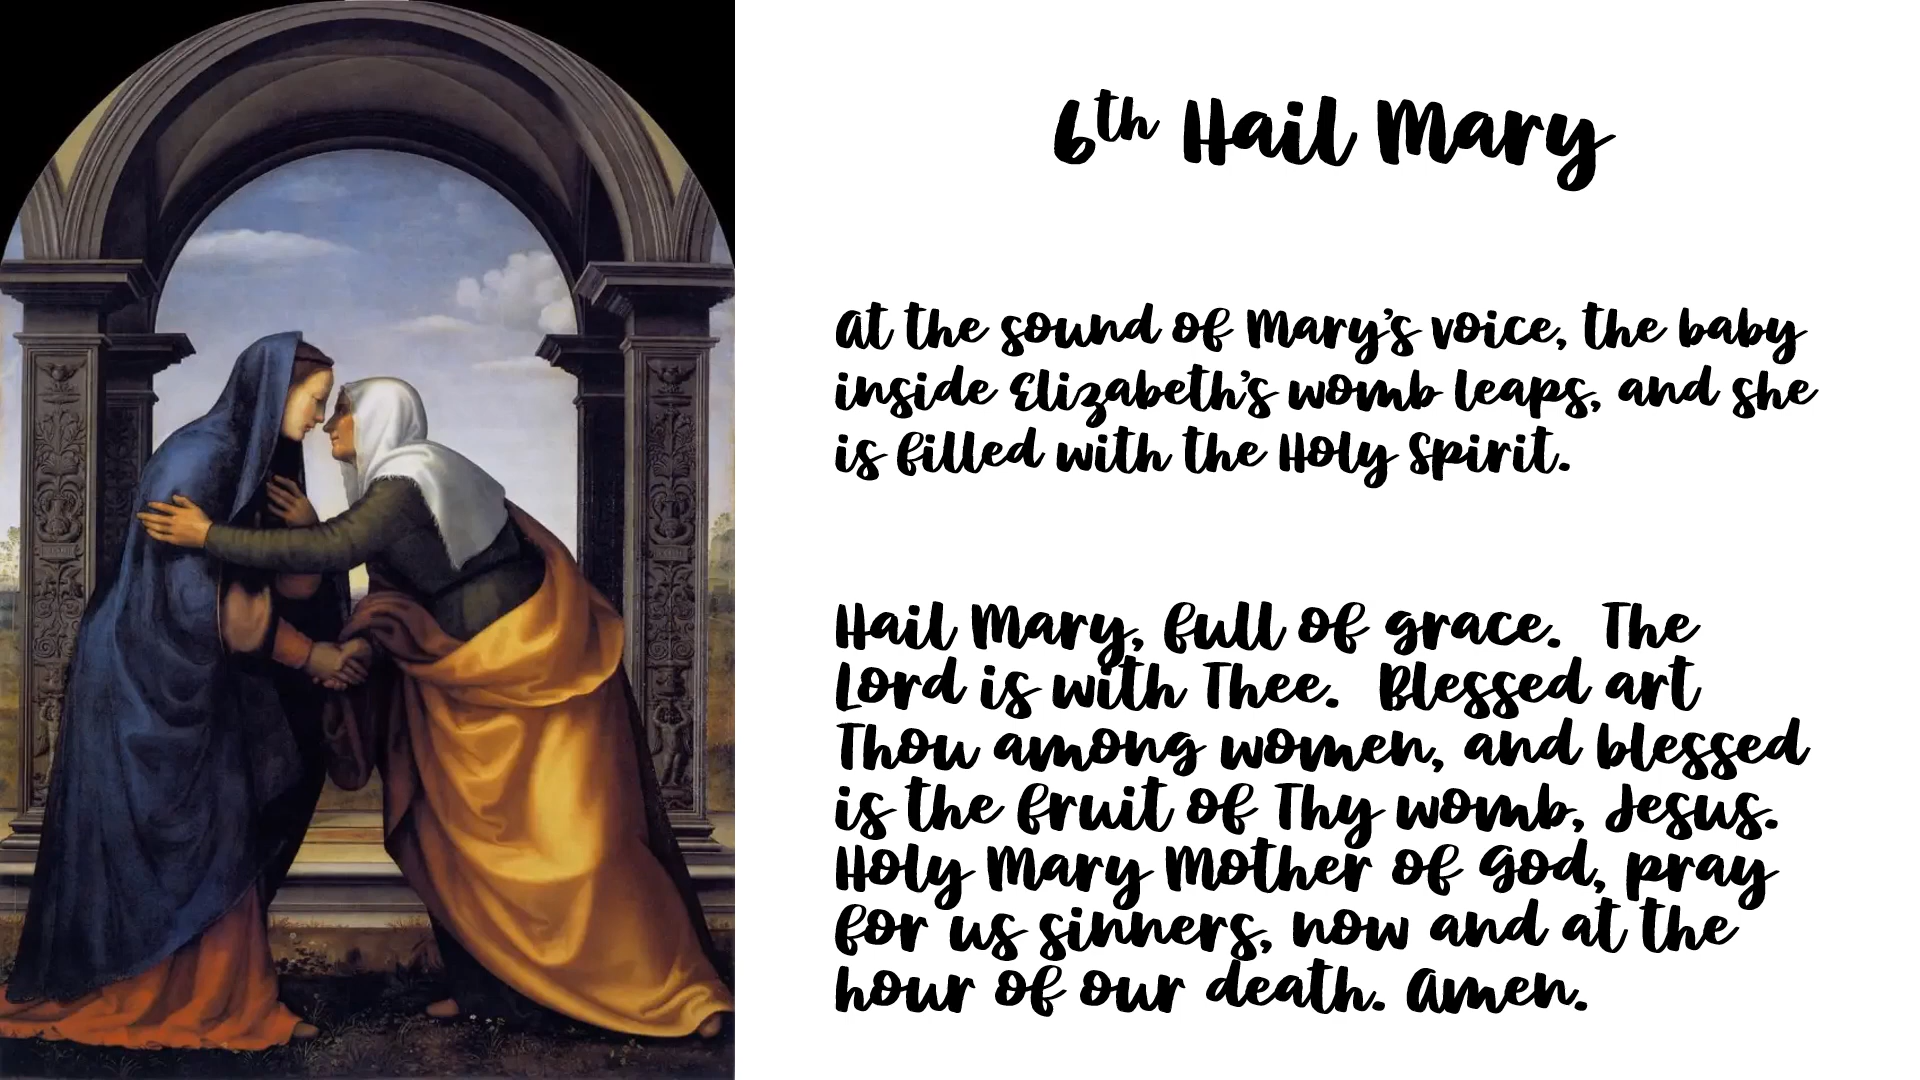 6th Hail Mary
At the sound of Mary's voice, the baby
inside Elizabeth's womb leaps, and she
is filled with the Holy Spirit.
Hail Mary, full of grace. The
Lord is with Thee. Blessed art
Thou among women, and blessed
is the fruit of Thy womb, Jesus.
Holy Mary Mother of God, pray
for us sinners, now and at the
hour of our death. Amen.